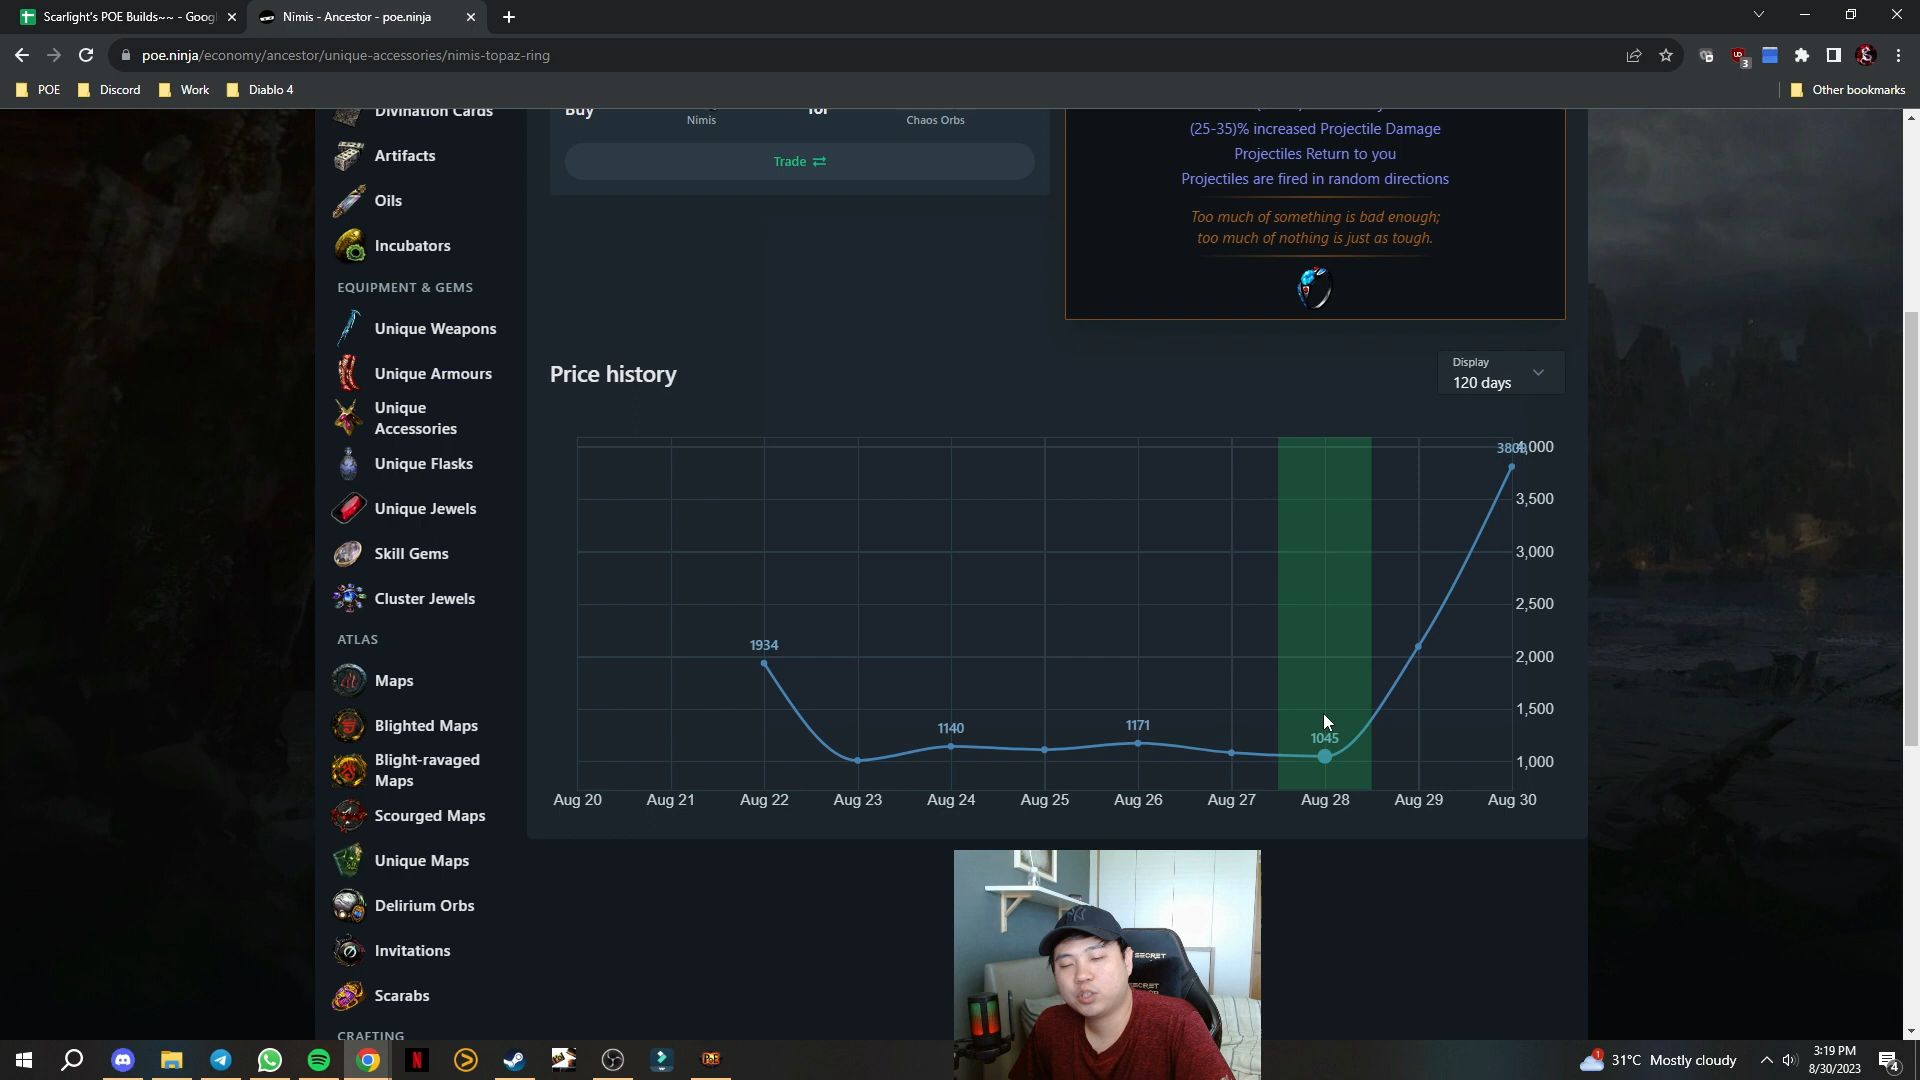 Scarlight's POE Builds~~ - Goog
Nimis - Ancestor - poe.ninja
poe.ninja/economy/ancestor/unique-accessories/nimis-topaz-ring
3
POE
Discord
Work
Diablo 4
Other bookmarks
Divination Cards
Artifacts
Oils
Incubators
EQUIPMENT & GEMS
Unique Weapons
Unique Armours
Unique
Accessories
Unique Flasks
Unique Jewels
Skill Gems
Cluster Jewels
ATLAS
Maps
Blighted Maps
Blight-ravaged
Maps
Scourged Maps
Unique Maps
Delirium Orbs
Invitations
Scarabs
CRAFTING
Buy
Nimis
for
Chaos Orbs
Trade
(25-35)% increased Projectile Damage
Projectiles Return to you
Projectiles are fired in random directions
Too much of something is bad enough;
too much of nothing is just as tough.
Price history
Display
120 days
4,000
3,500
3,000
2,500
2,000
1,500
1,000
1934
1140
1171
1045
Aug 20
Aug 21
Aug 22
Aug 23
Aug 24
Aug 25
Aug 26
Aug 27
Aug 28
Aug 29
Aug 30
SECRET
SECRET
1
31°C Mostly cloudy
3:19 PM
8/30/2023
4